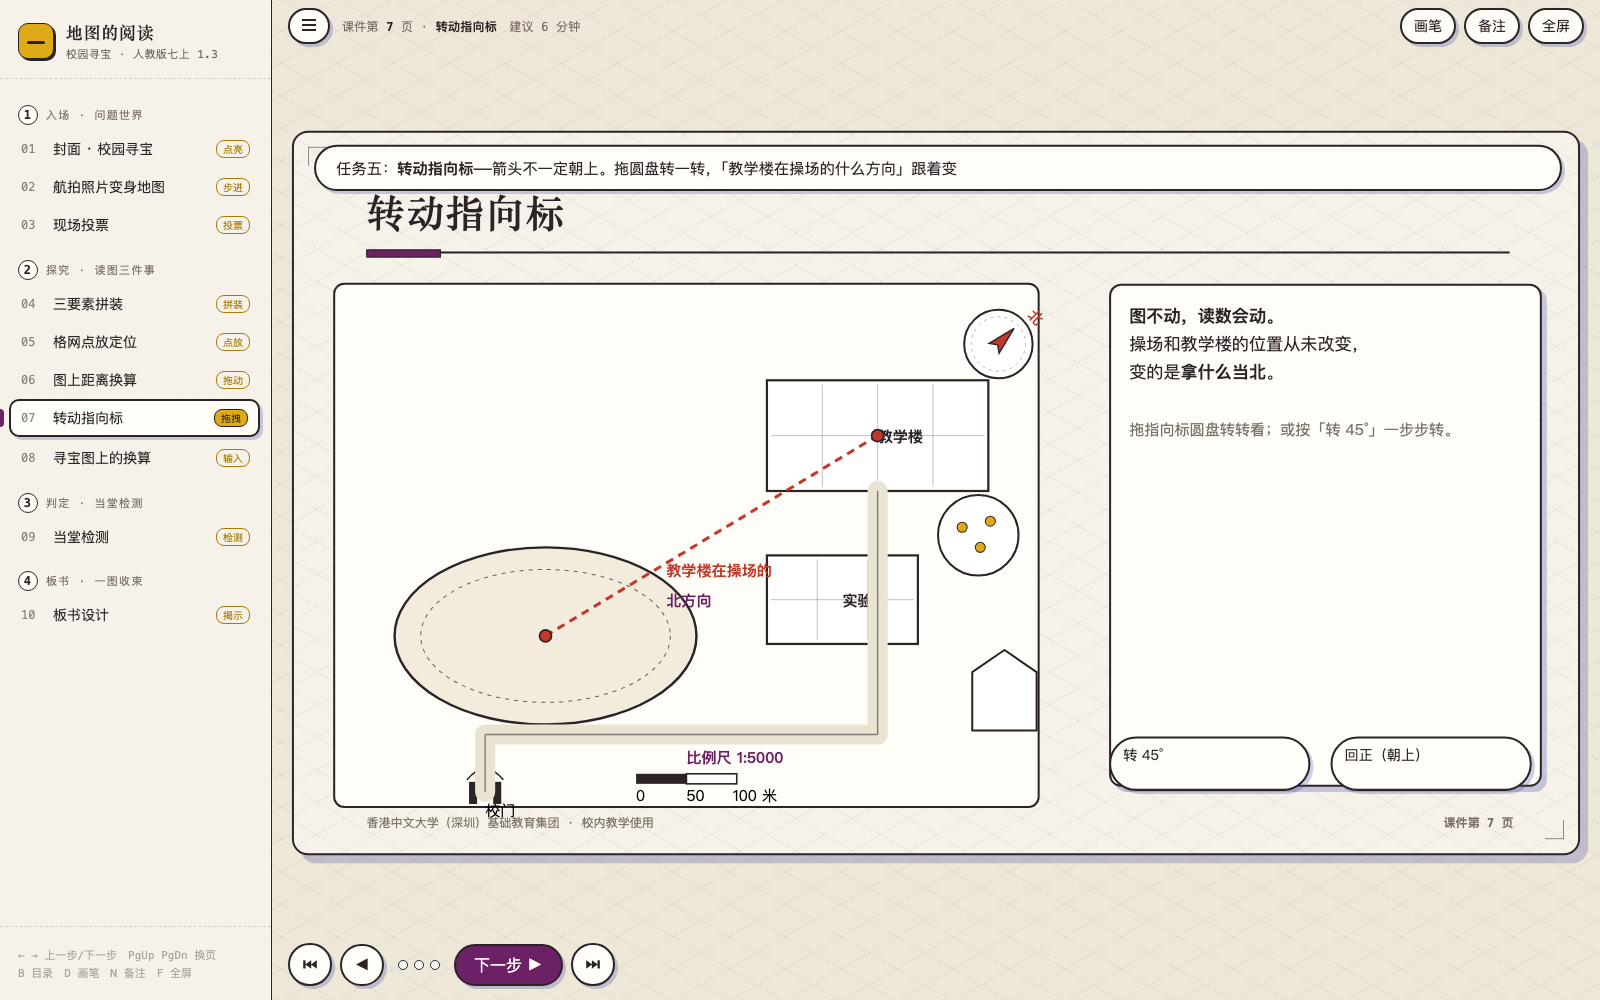 地图的阅读
校园寻宝 · 人教版七上 1.3
1 入场 · 问题世界
01 封面 · 校园寻宝 点亮
02 航拍照片变身地图 步进
03 现场投票 投票
2 探究 · 读图三件事
04 三要素拼装 拼装
05 格网点放定位 点放
06 图上距离换算 拖动
07 转动指向标 拖拽
08 寻宝图上的换算 输入
3 判定 · 当堂检测
09 当堂检测 检测
4 板书 · 一图收束
10 板书设计 揭示
← → 上一步/下一步 PgUp PgDn 换页
B 目录 D 画笔 N 备注 F 全屏
课件第 7 页 · 转动指向标 建议 6 分钟
画笔 备注 全屏
任务五：转动指向标——箭头不一定朝上。拖圆盘转一转，「教学楼在操场的什么方向」跟着变
转动指向标
北
教学楼
教学楼在操场的
北方向
实验
比例尺 1:5000
0 50 100 米
校门
图不动，读数会动。
操场和教学楼的位置从未改变，
变的是拿什么当北。
拖指向标圆盘转转看；或按「转 45°」一步步转。
转 45°
回正（朝上）
香港中文大学（深圳）基础教育集团 · 校内教学使用
课件第 7 页
下一步